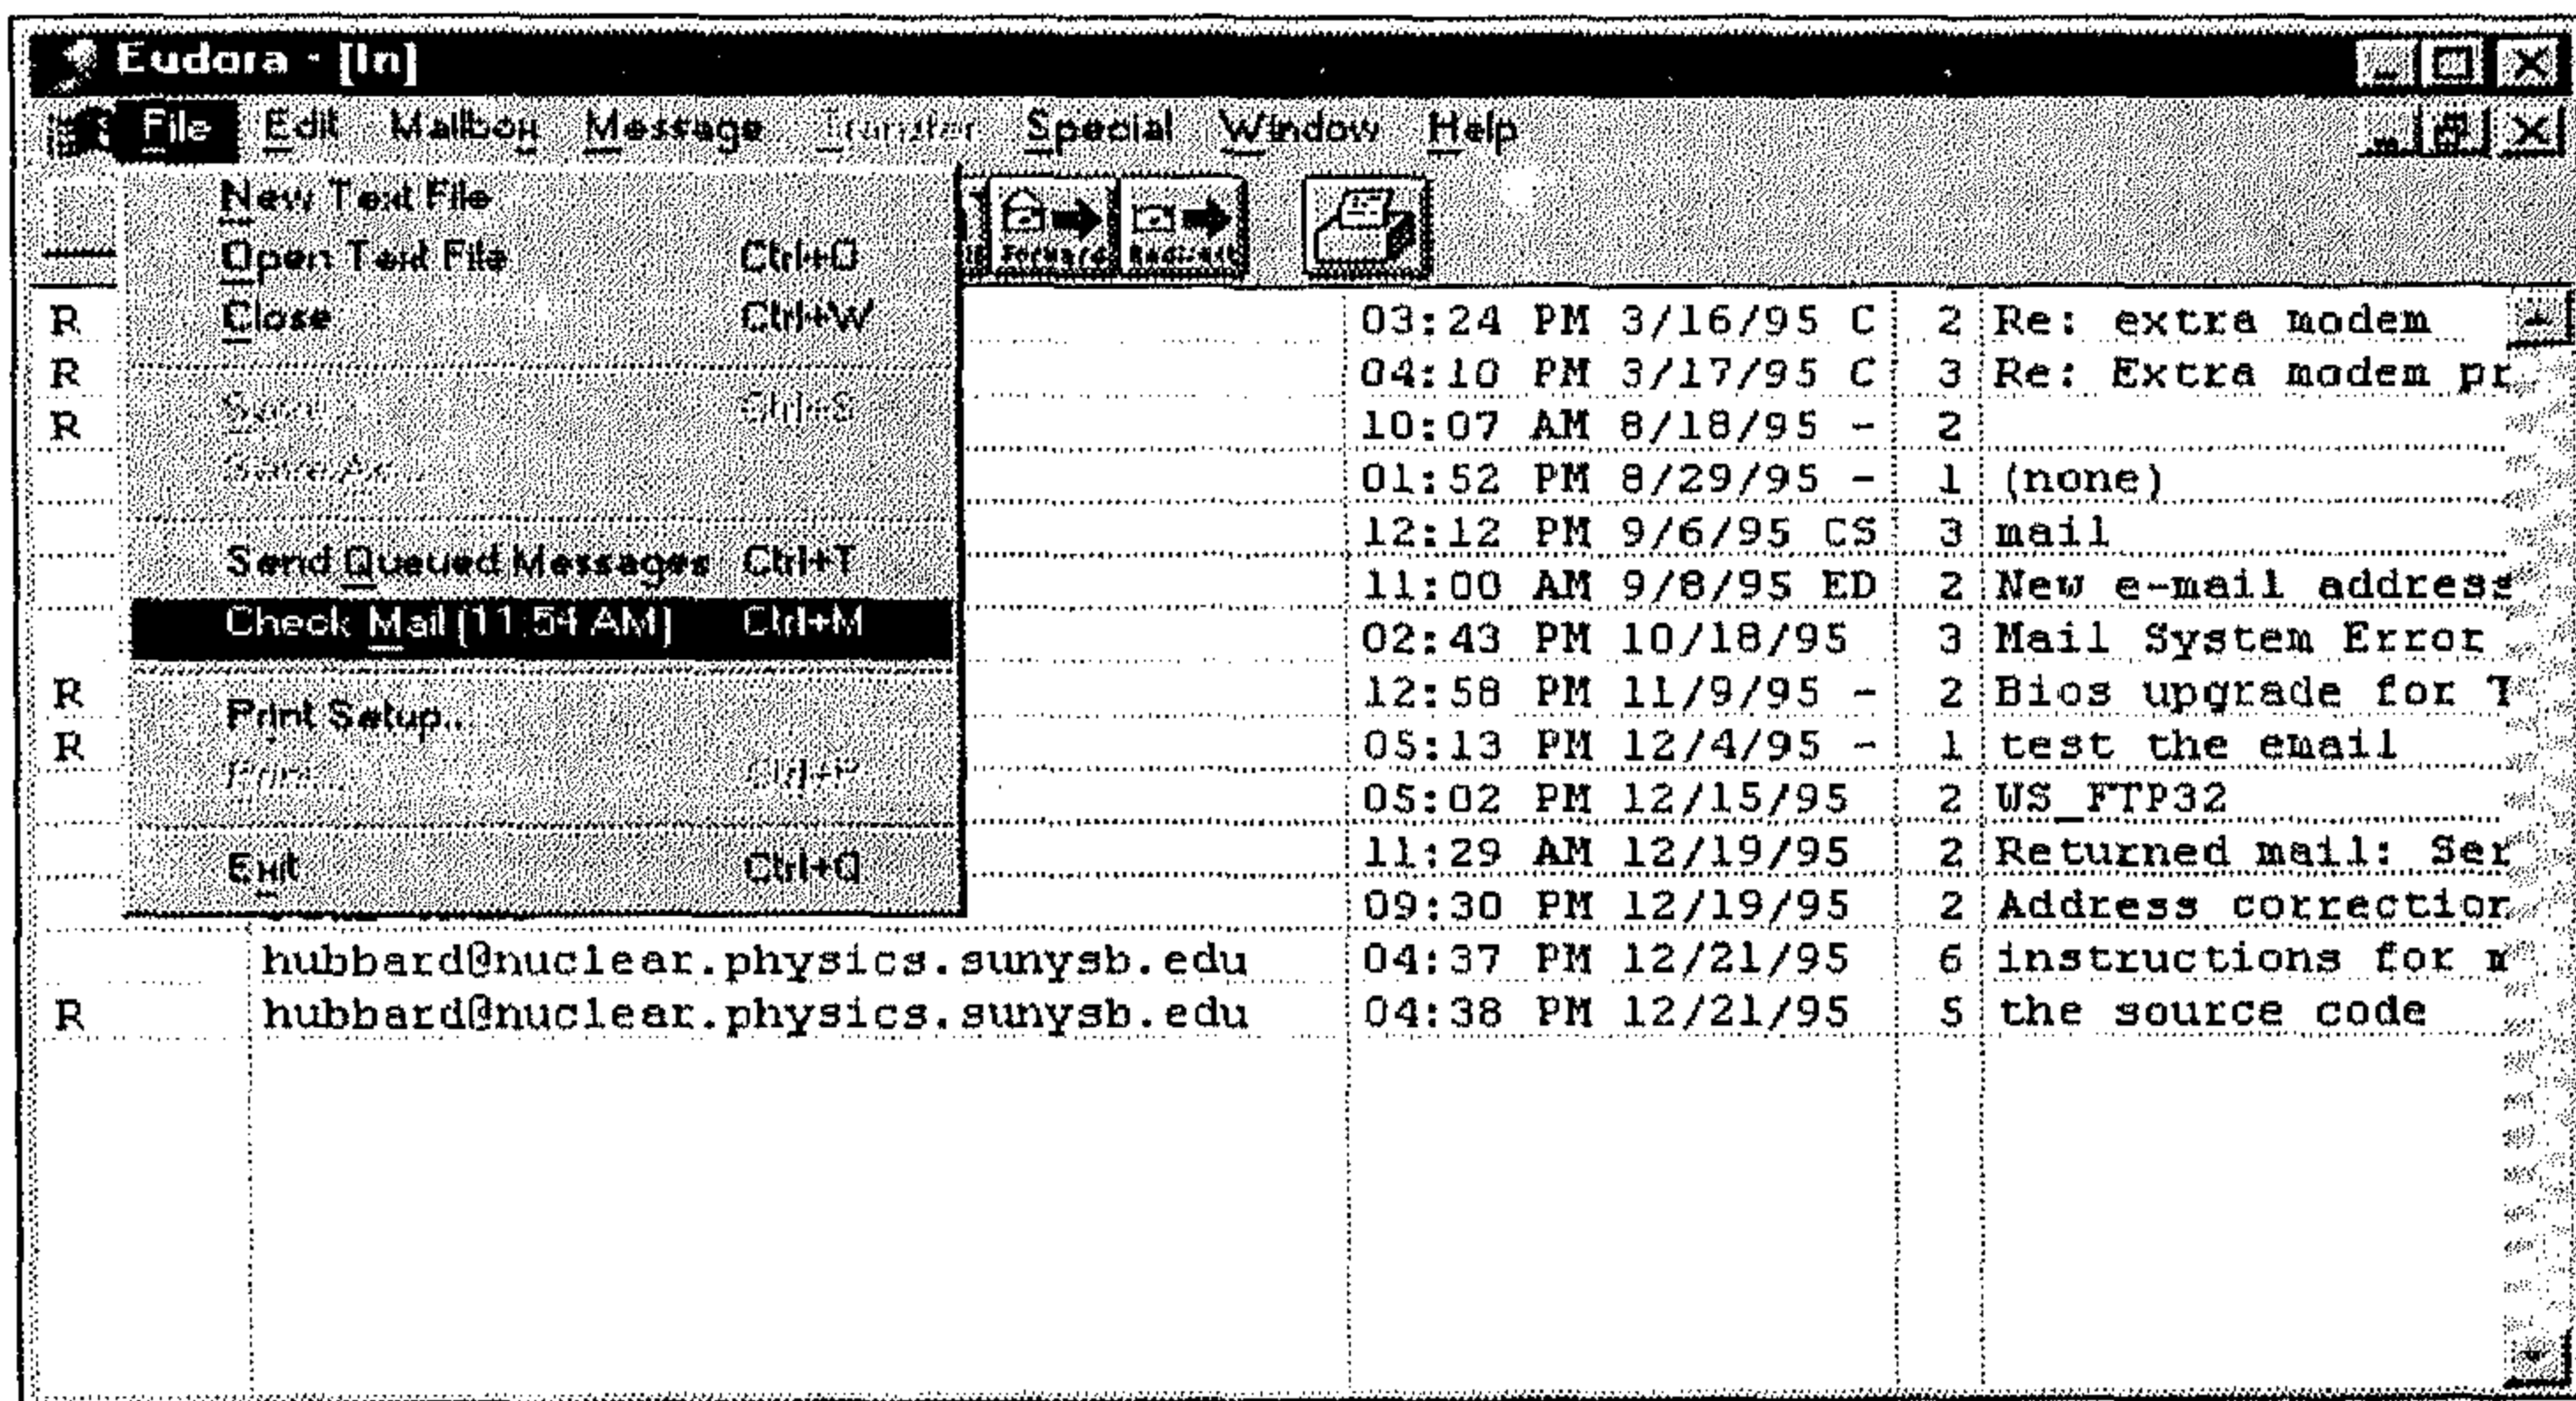 Eudora - [In]
File Edit Mailbox Message Transfer Special Window Help
New Text File
Open Text File Ctrl+O
Close Ctrl+W
Save Ctrl+S
Save As...
Send Queued Messages Ctrl+T
Check Mail (11:54 AM) Ctrl+M
Print Setup...
Print... Ctrl+P
Exit Ctrl+Q
Forward Redirect
R 03:24 PM 3/16/95 C 2 Re: extra modem
R 04:10 PM 3/17/95 C 3 Re: Extra modem pr
R 10:07 AM 8/18/95 - 2
01:52 PM 8/29/95 - 1 (none)
12:12 PM 9/6/95 CS 3 mail
11:00 AM 9/8/95 ED 2 New e-mail address
02:43 PM 10/18/95 3 Mail System Error
R 12:58 PM 11/9/95 - 2 Bios upgrade for T
R 05:13 PM 12/4/95 - 1 test the email
05:02 PM 12/15/95 2 WS_FTP32
11:29 AM 12/19/95 2 Returned mail: Ser
09:30 PM 12/19/95 2 Address correction
hubbard@nuclear.physics.sunysb.edu 04:37 PM 12/21/95 6 instructions for m
R hubbard@nuclear.physics.sunysb.edu 04:38 PM 12/21/95 5 the source code